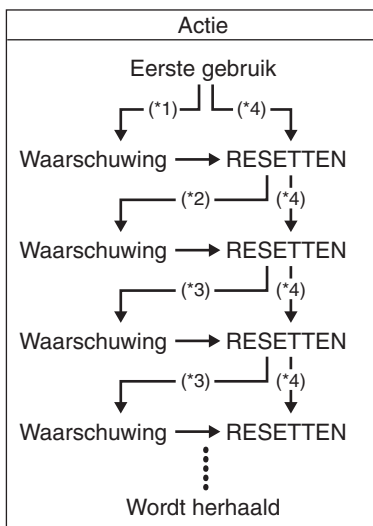 Actie
Eerste gebruik
(*1) (*4)
Waarschuwing RESETTEN
(*2) (*4)
Waarschuwing RESETTEN
(*3) (*4)
Waarschuwing RESETTEN
(*3) (*4)
Waarschuwing RESETTEN
Wordt herhaald